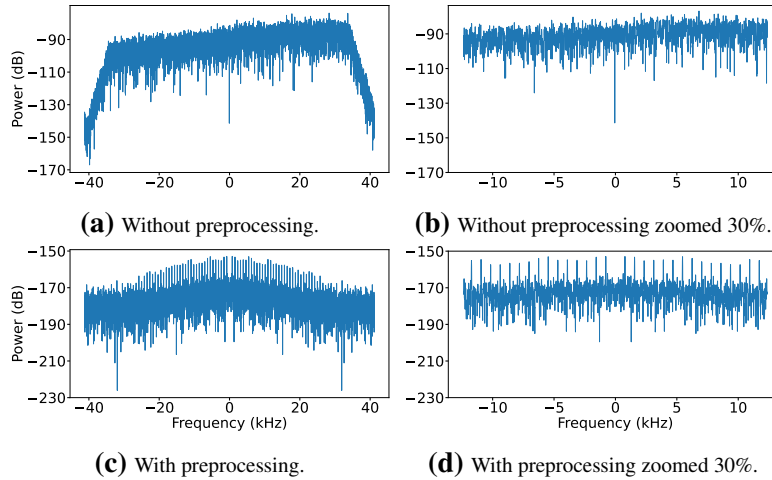 −90
−110
−130
−150
−170
Power (dB)
−40 −20 0 20 40
(a) Without preprocessing.
−90
−110
−130
−150
−170
−10 −5 0 5 10
(b) Without preprocessing zoomed 30%.
−150
−170
−190
−210
−230
Power (dB)
−40 −20 0 20 40
Frequency (kHz)
(c) With preprocessing.
−150
−170
−190
−210
−230
−10 −5 0 5 10
Frequency (kHz)
(d) With preprocessing zoomed 30%.